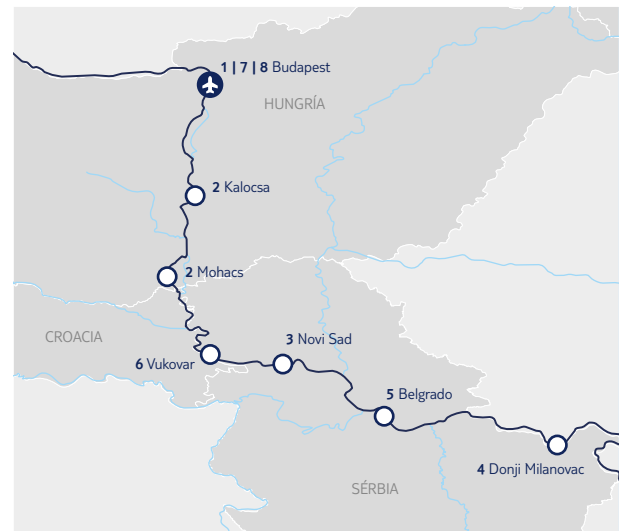 1 | 7 | 8 Budapest
HUNGRÍA
2 Kalocsa
2 Mohacs
CROACIA
3 Novi Sad
6 Vukovar
5 Belgrado
4 Donji Milanovac
SÉRBIA